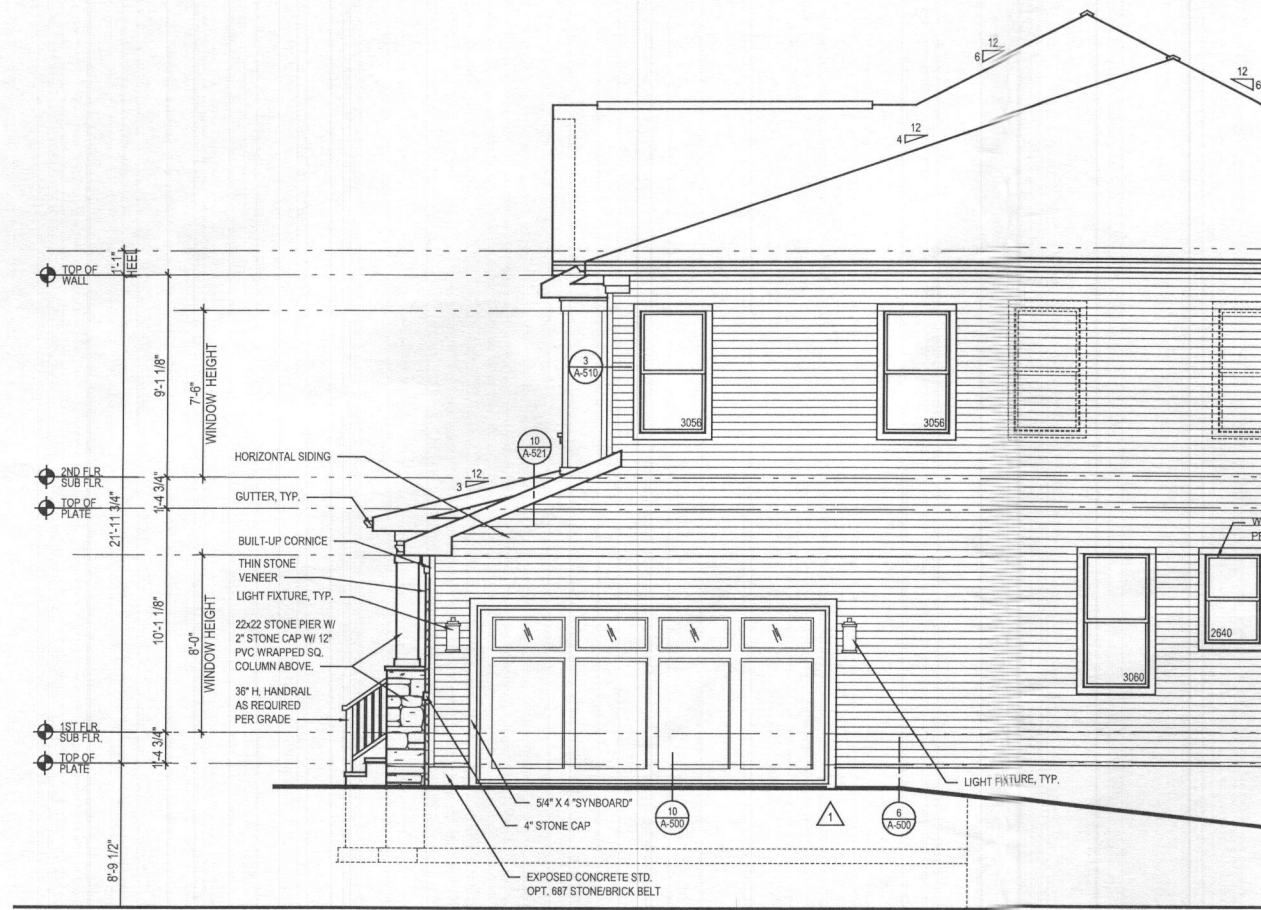 12
6
12
6
12
4
1'-1"
HEEL
TOP OF
WALL
9'-1 1/8"
7'-6"
WINDOW HEIGHT
3
A-510
3056
3056
10
A-521
HORIZONTAL SIDING
12
3
2ND FLR.
SUB FLR.
1'-4 3/4"
GUTTER, TYP.
TOP OF
PLATE
21'-11 3/4"
BUILT-UP CORNICE
THIN STONE
VENEER
LIGHT FIXTURE, TYP.
10'-1 1/8"
8'-0"
WINDOW HEIGHT
22x22 STONE PIER W/
2" STONE CAP W/ 12"
PVC WRAPPED SQ.
COLUMN ABOVE.
2640
3060
36" H. HANDRAIL
AS REQUIRED
PER GRADE
1ST FLR.
SUB FLR.
1'-4 3/4"
TOP OF
PLATE
LIGHT FIXTURE, TYP.
5/4" X 4 "SYNBOARD"
4" STONE CAP
10
A-500
1
6
A-500
8'-9 1/2"
EXPOSED CONCRETE STD.
OPT. 687 STONE/BRICK BELT